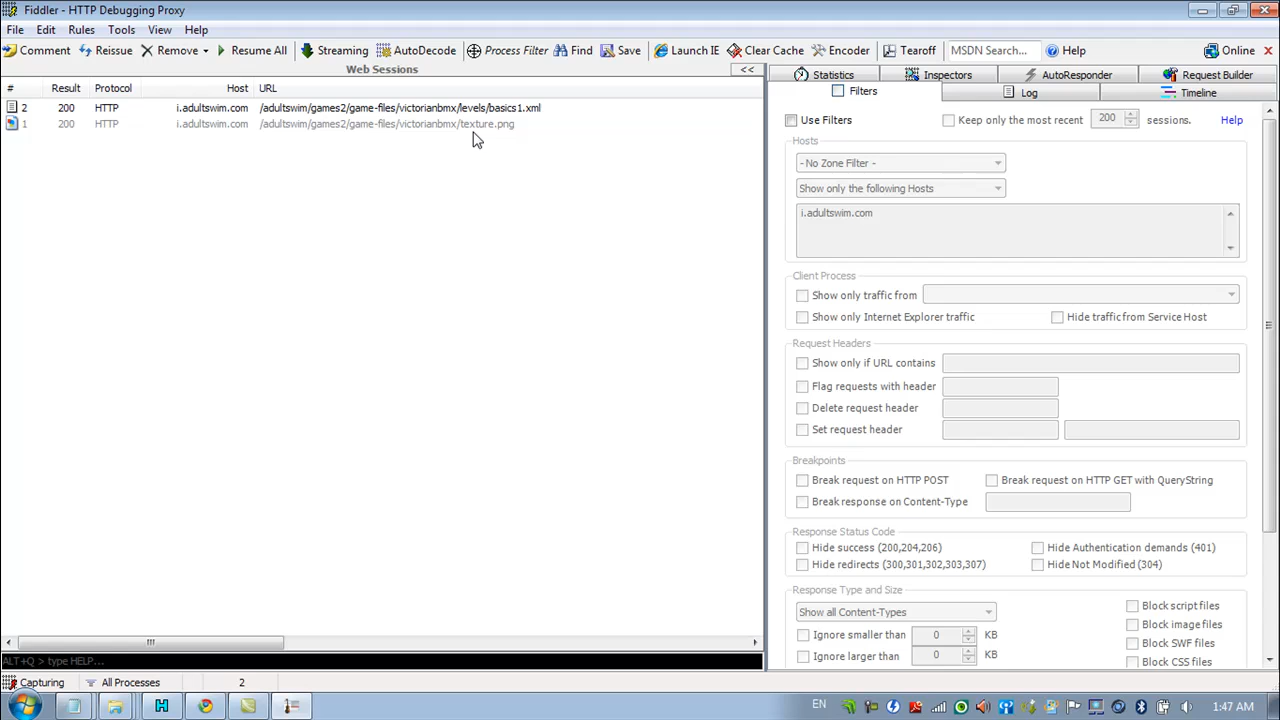 Fiddler - HTTP Debugging Proxy
File Edit Rules Tools View Help
Comment Reissue Remove Resume All Streaming AutoDecode Process Filter Find Save Launch IE Clear Cache Encoder Tearoff MSDN Search... Help Online
Web Sessions <<
# Result Protocol Host URL
2 200 HTTP i.adultswim.com /adultswim/games2/game-files/victorianbmx/levels/basics1.xml
1 200 HTTP i.adultswim.com /adultswim/games2/game-files/victorianbmx/texture.png
Statistics Inspectors AutoResponder Request Builder
Filters Log Timeline
Use Filters Keep only the most recent 200 sessions. Help
Hosts
- No Zone Filter -
Show only the following Hosts
i.adultswim.com
Client Process
Show only traffic from
Show only Internet Explorer traffic Hide traffic from Service Host
Request Headers
Show only if URL contains
Flag requests with header
Delete request header
Set request header
Breakpoints
Break request on HTTP POST Break request on HTTP GET with QueryString
Break response on Content-Type
Response Status Code
Hide success (200,204,206) Hide Authentication demands (401)
Hide redirects (300,301,302,303,307) Hide Not Modified (304)
Response Type and Size
Show all Content-Types Block script files
Block image files
Ignore smaller than 0 KB Block SWF files
Ignore larger than 0 KB Block CSS files
ALT+Q > type HELP...
Capturing All Processes 2
H EN 1:47 AM